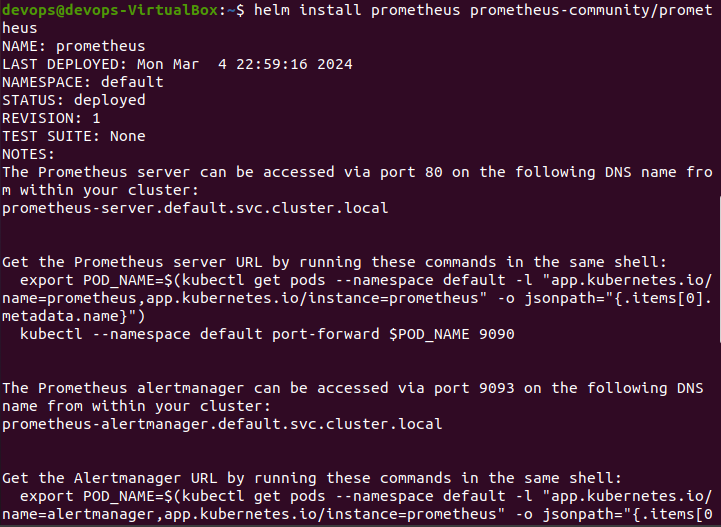 devops@devops-VirtualBox:~$ helm install prometheus prometheus-community/promet
heus
NAME: prometheus
LAST DEPLOYED: Mon Mar  4 22:59:16 2024
NAMESPACE: default
STATUS: deployed
REVISION: 1
TEST SUITE: None
NOTES:
The Prometheus server can be accessed via port 80 on the following DNS name fro
m within your cluster:
prometheus-server.default.svc.cluster.local
Get the Prometheus server URL by running these commands in the same shell:
  export POD_NAME=$(kubectl get pods --namespace default -l "app.kubernetes.io/
name=prometheus,app.kubernetes.io/instance=prometheus" -o jsonpath="{.items[0].
metadata.name}")
  kubectl --namespace default port-forward $POD_NAME 9090
The Prometheus alertmanager can be accessed via port 9093 on the following DNS
name from within your cluster:
prometheus-alertmanager.default.svc.cluster.local
Get the Alertmanager URL by running these commands in the same shell:
  export POD_NAME=$(kubectl get pods --namespace default -l "app.kubernetes.io/
name=alertmanager,app.kubernetes.io/instance=prometheus" -o jsonpath="{.items[0